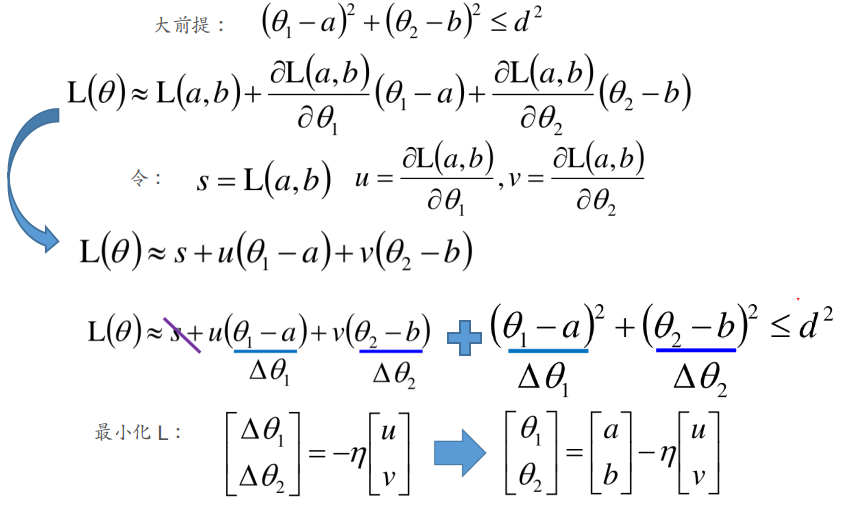 大前提： (θ₁ − a)² + (θ₂ − b)² ≤ d²
L(θ) ≈ L(a,b) + ∂L(a,b)/∂θ₁ (θ₁ − a) + ∂L(a,b)/∂θ₂ (θ₂ − b)
令： s = L(a,b) u = ∂L(a,b)/∂θ₁ , v = ∂L(a,b)/∂θ₂
L(θ) ≈ s + u(θ₁ − a) + v(θ₂ − b)
L(θ) ≈ s + u(θ₁ − a) + v(θ₂ − b) (θ₁ − a)² + (θ₂ − b)² ≤ d²
Δθ₁ Δθ₂ Δθ₁ Δθ₂
最小化 L： [Δθ₁ ; Δθ₂] = −η [u ; v] [θ₁ ; θ₂] = [a ; b] − η [u ; v]